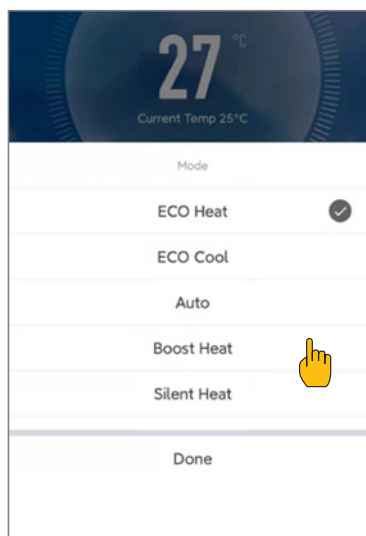 27 °C
Current Temp 25°C
Mode
ECO Heat
ECO Cool
Auto
Boost Heat
Silent Heat
Done